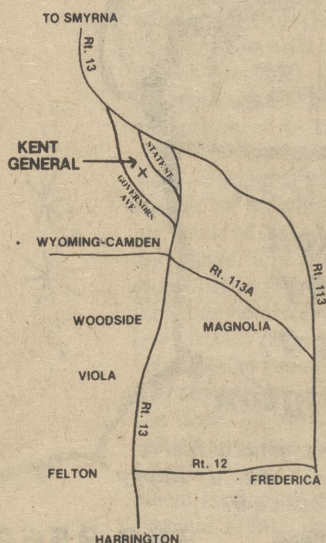 TO SMYRNA
Rt. 13
KENT
GENERAL
STATE ST.
GOVERNORS
AVE
WYOMING-CAMDEN
Rt. 113A
Rt. 113
WOODSIDE
MAGNOLIA
VIOLA
Rt. 13
FELTON
Rt. 12
FREDERICA
HARRINGTON